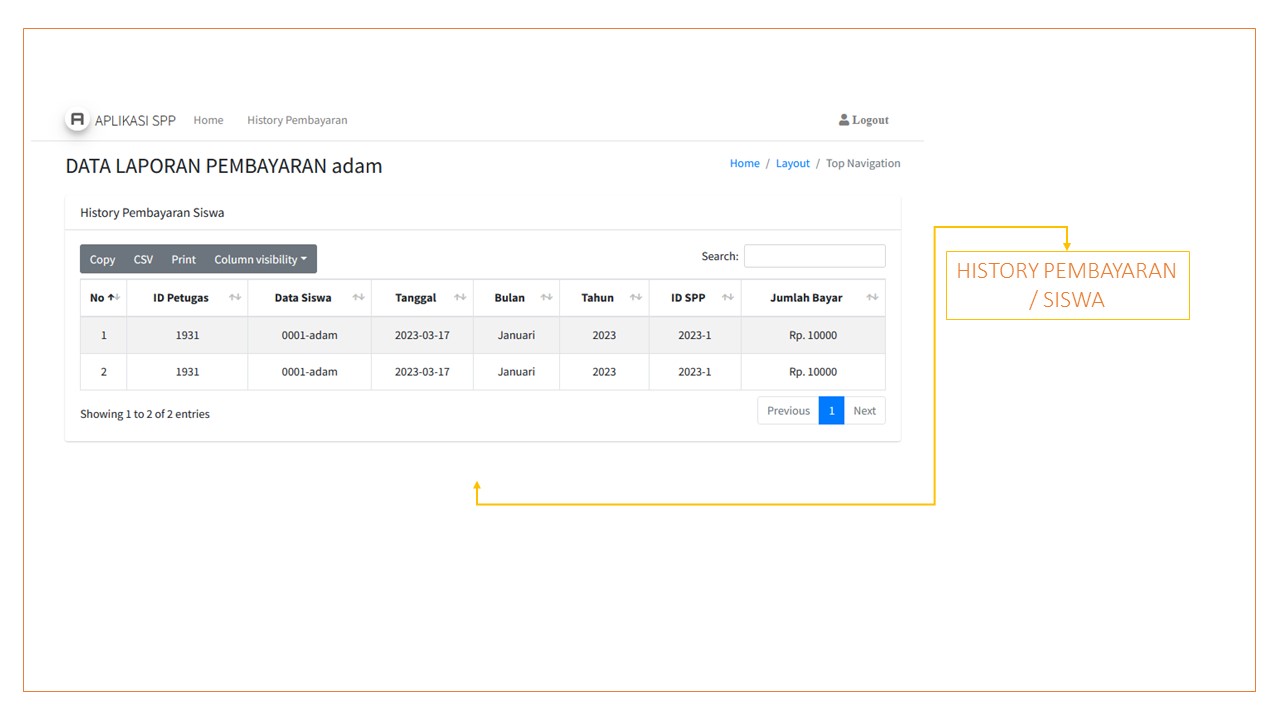 APLIKASI SPP Home History Pembayaran Logout
DATA LAPORAN PEMBAYARAN adam Home / Layout / Top Navigation
History Pembayaran Siswa
Copy CSV Print Column visibility Search:
No ID Petugas Data Siswa Tanggal Bulan Tahun ID SPP Jumlah Bayar
1 1931 0001-adam 2023-03-17 Januari 2023 2023-1 Rp. 10000
2 1931 0001-adam 2023-03-17 Januari 2023 2023-1 Rp. 10000
Showing 1 to 2 of 2 entries Previous 1 Next
HISTORY PEMBAYARAN
/ SISWA